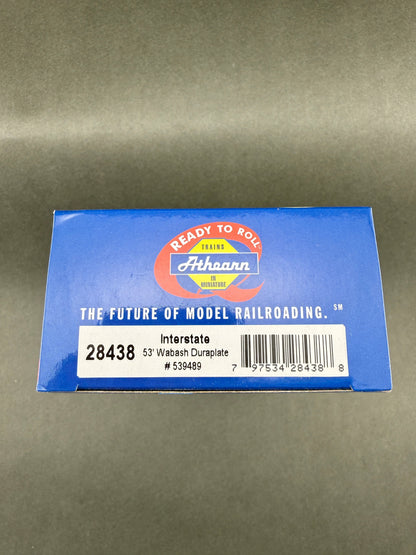 READY TO ROLL
TRAINS
Athearn
IN
MINIATURE
THE FUTURE OF MODEL RAILROADING. SM
Interstate
28438 53' Wabash Duraplate
# 539489
7 97534 28438 8